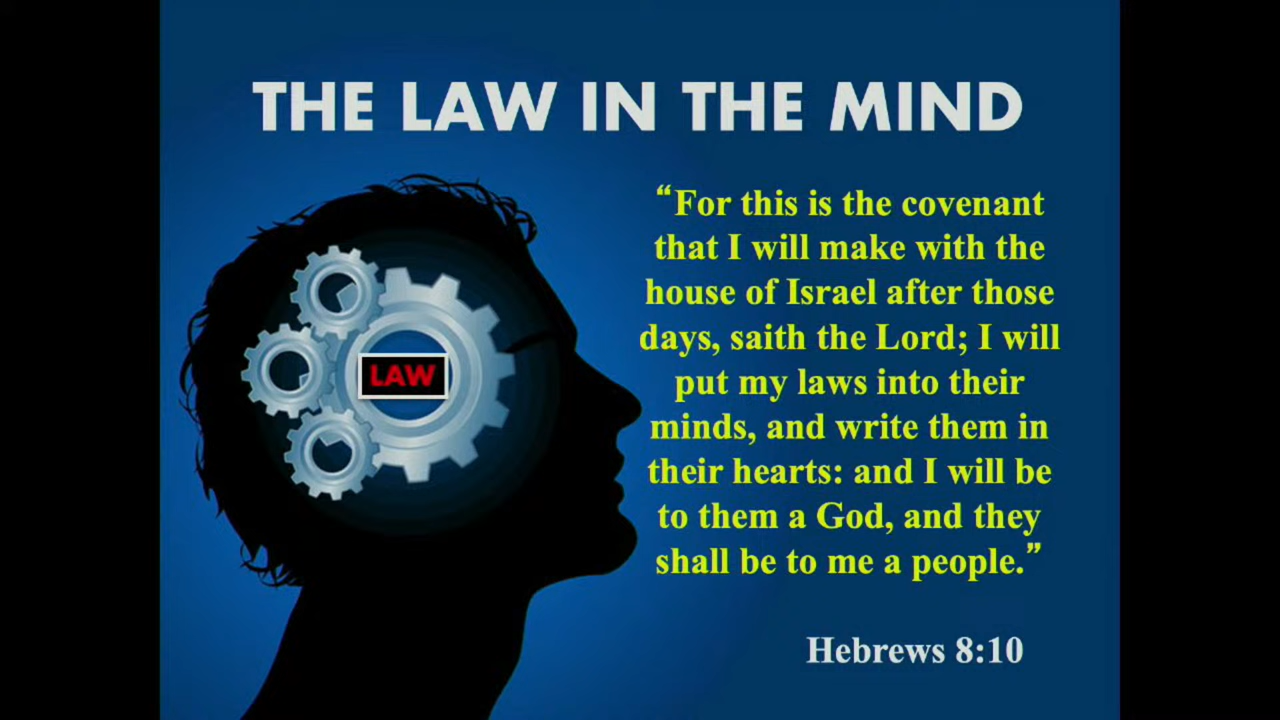 THE LAW IN THE MIND
LAW
“For this is the covenant
that I will make with the
house of Israel after those
days, saith the Lord; I will
put my laws into their
minds, and write them in
their hearts: and I will be
to them a God, and they
shall be to me a people.”
Hebrews 8:10